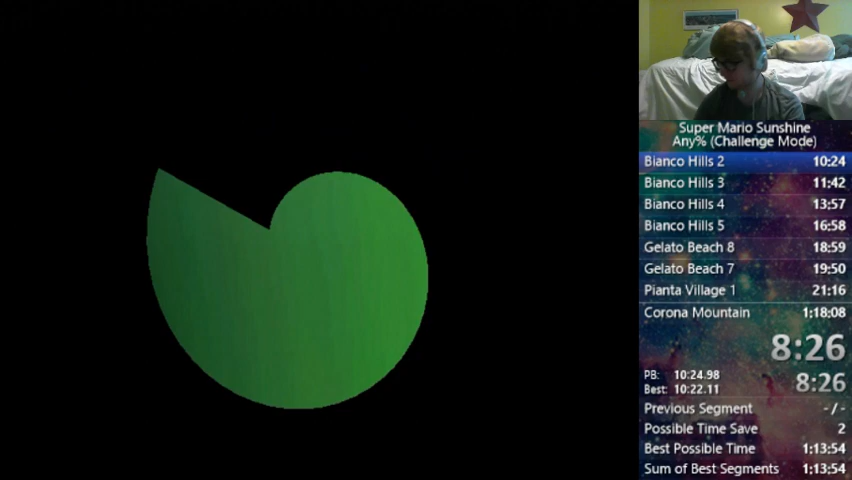 Super Mario Sunshine
Any% (Challenge Mode)
Bianco Hills 2 10:24
Bianco Hills 3 11:42
Bianco Hills 4 13:57
Bianco Hills 5 16:58
Gelato Beach 8 18:59
Gelato Beach 7 19:50
Pianta Village 1 21:16
Corona Mountain 1:18:08
8:26
PB: 10:24.98 8:26
Best: 10:22.11
Previous Segment -/-
Possible Time Save 2
Best Possible Time 1:13:54
Sum of Best Segments 1:13:54